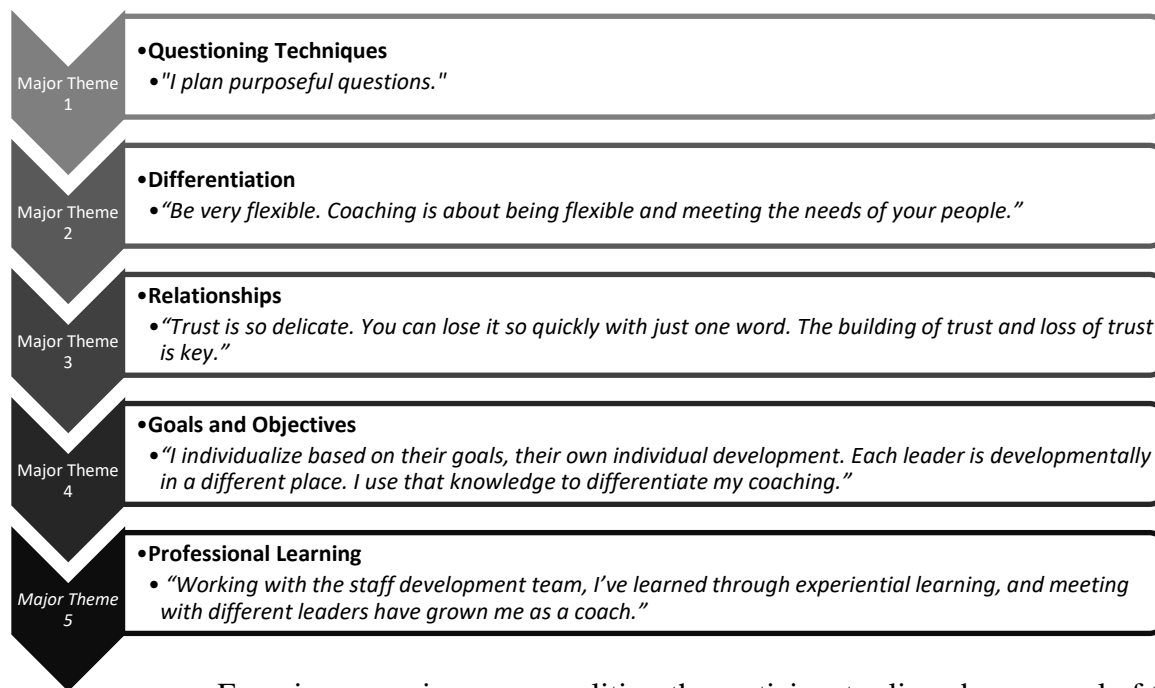 Major Theme
1
•Questioning Techniques
•"I plan purposeful questions."
Major Theme
2
•Differentiation
•“Be very flexible. Coaching is about being flexible and meeting the needs of your people.”
Major Theme
3
•Relationships
•“Trust is so delicate. You can lose it so quickly with just one word. The building of trust and loss of trust
is key.”
Major Theme
4
•Goals and Objectives
•“I individualize based on their goals, their own individual development. Each leader is developmentally
in a different place. I use that knowledge to differentiate my coaching.”
Major Theme
5
•Professional Learning
• “Working with the staff development team, I’ve learned through experiential learning, and meeting
with different leaders have grown me as a coach.”